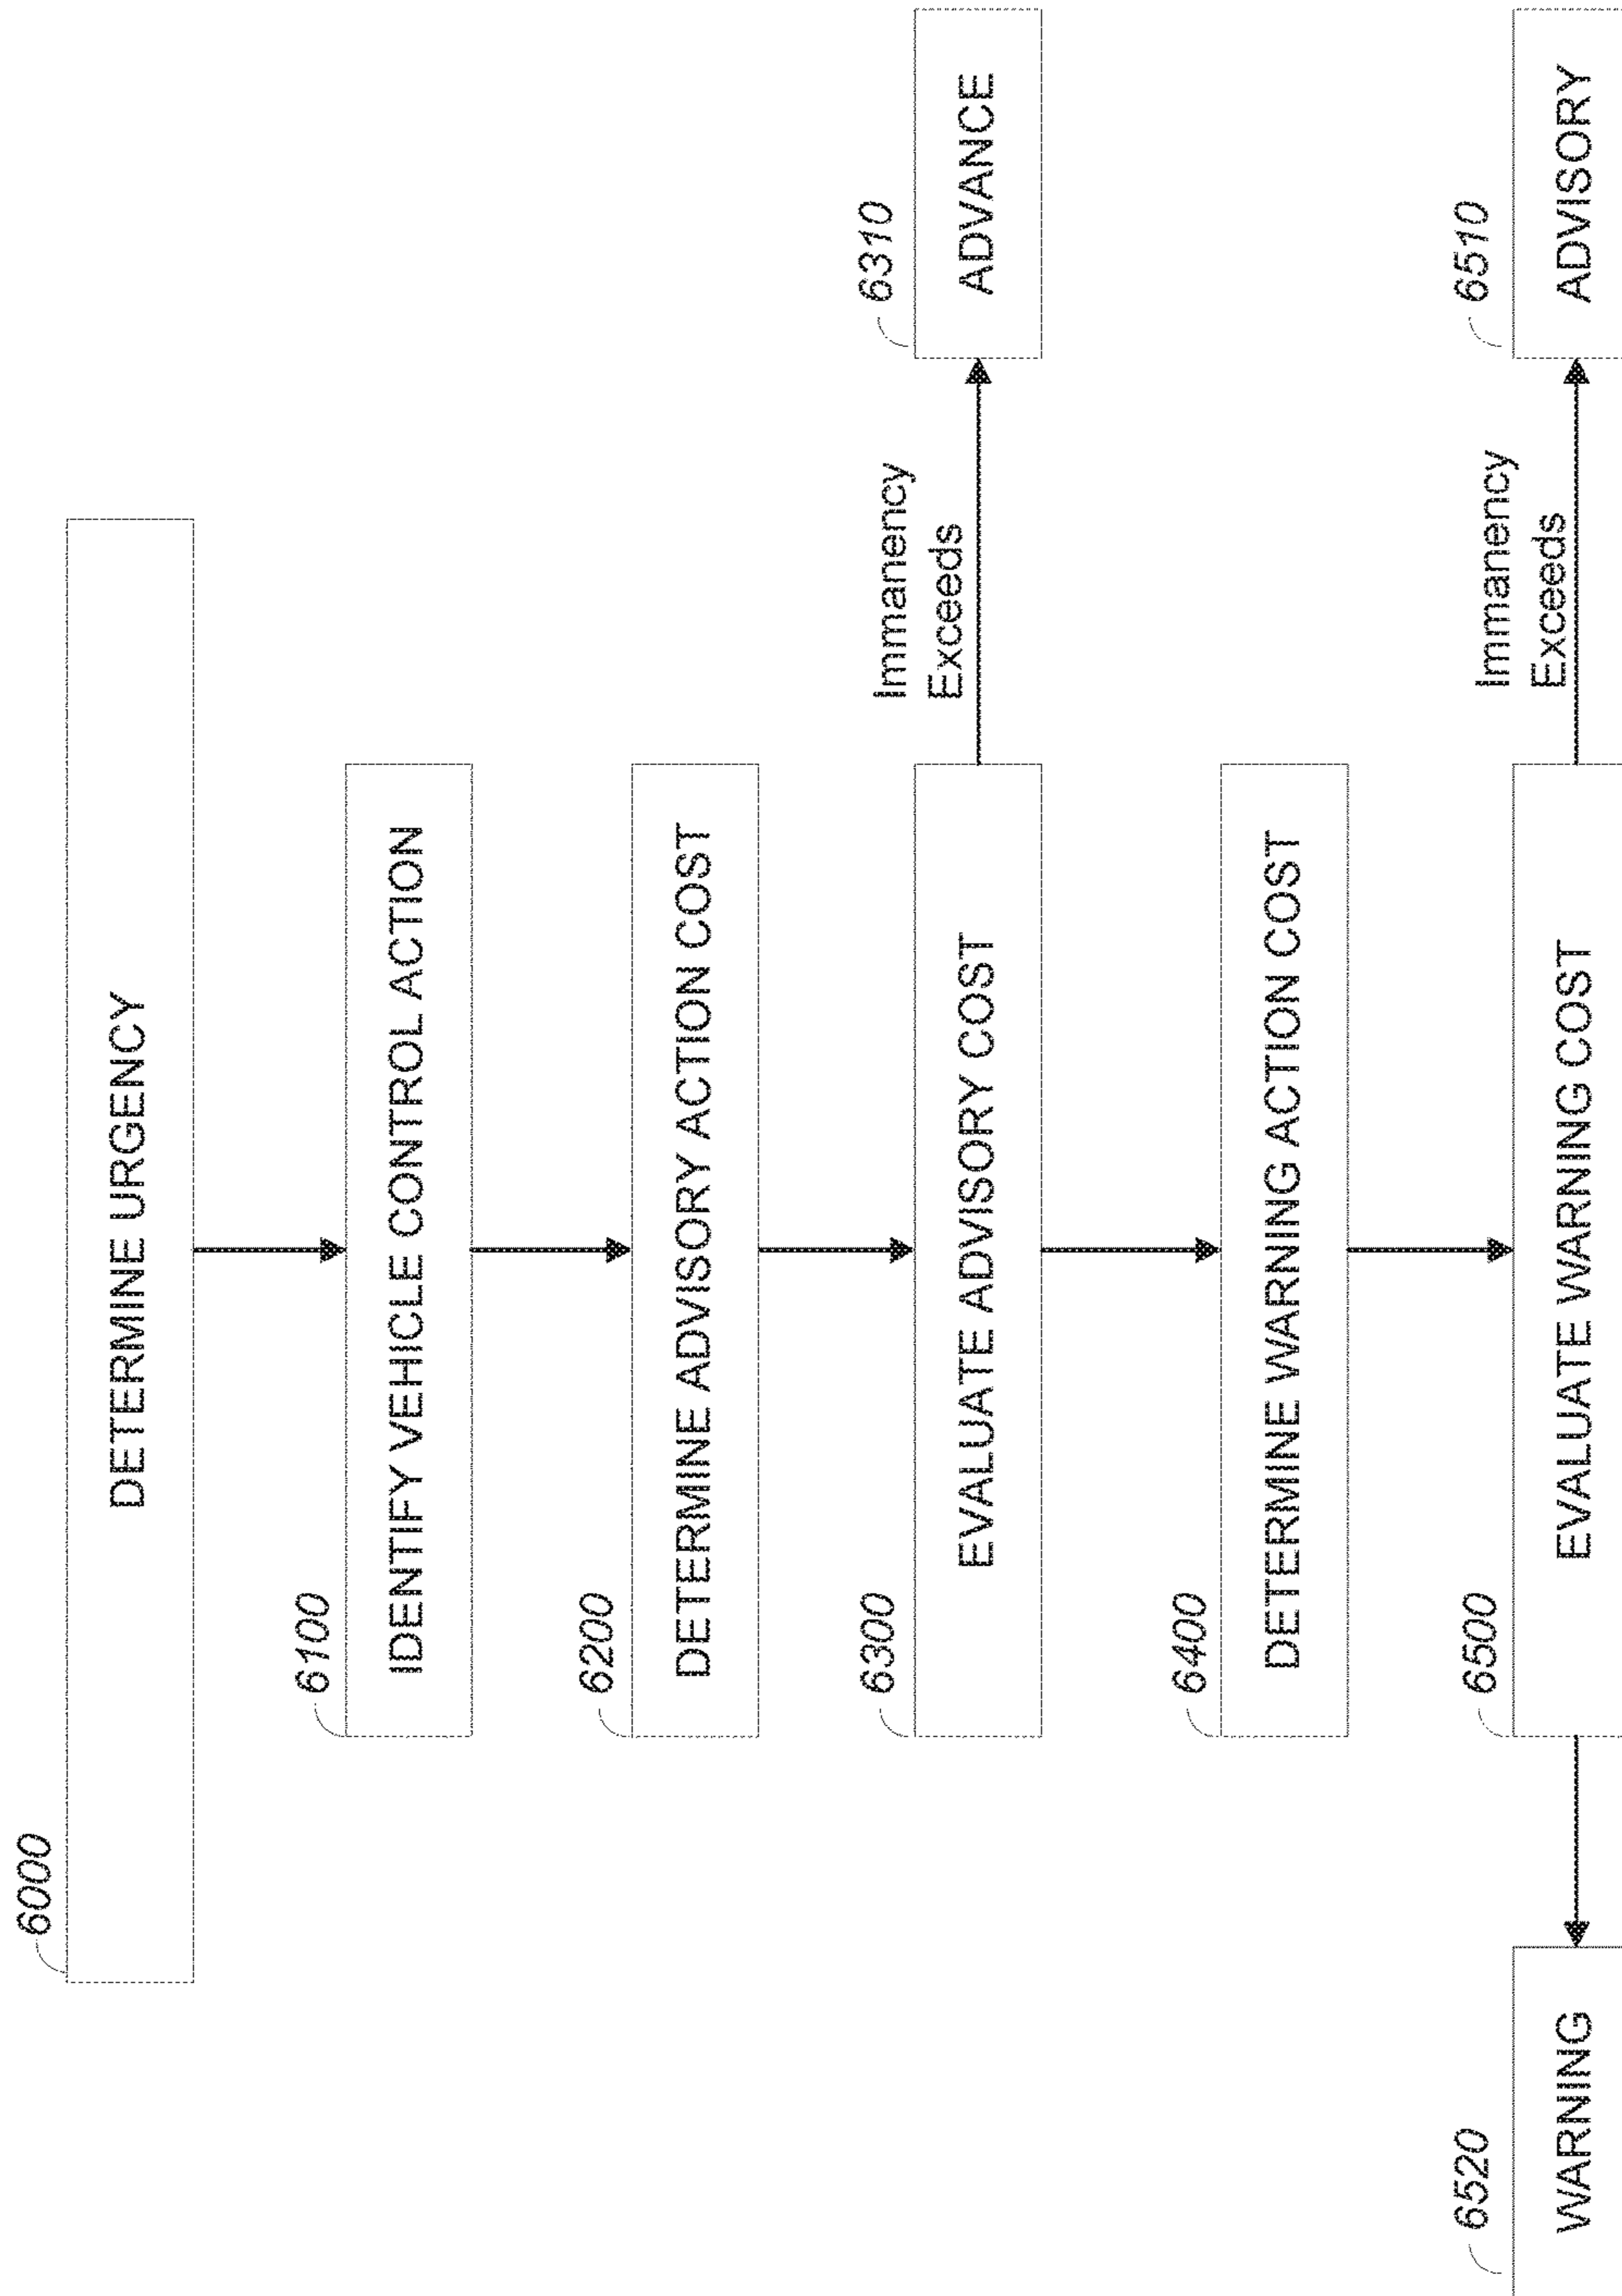 6000
DETERMINE URGENCY
6100
IDENTIFY VEHICLE CONTROL ACTION
6200
DETERMINE ADVISORY ACTION COST
6300
EVALUATE ADVISORY COST
Immanency
Exceeds
6310
ADVANCE
6400
DETERMINE WARNING ACTION COST
6520
WARNING
6500
EVALUATE WARNING COST
Immanency
Exceeds
6510
ADVISORY